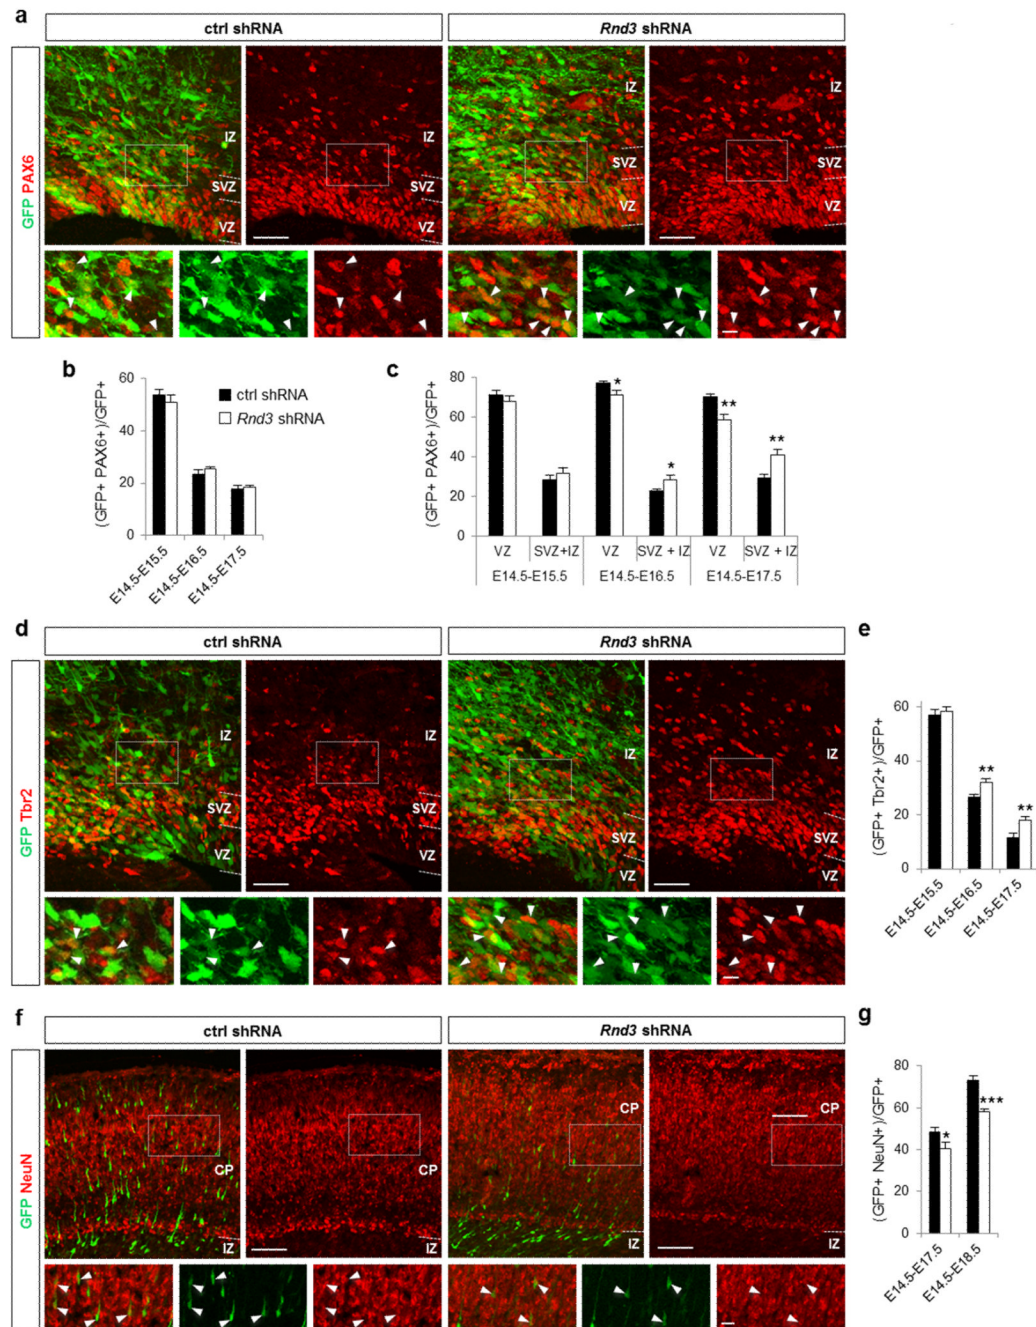 a
ctrl shRNA
Rnd3 shRNA
GFP PAX6
IZ
SVZ
VZ
IZ
SVZ
VZ
IZ
SVZ
VZ
IZ
SVZ
VZ
b
(GFP+ PAX6+)/GFP+
60
40
20
0
ctrl shRNA
Rnd3 shRNA
E14.5-E15.5
E14.5-E16.5
E14.5-E17.5
c
(GFP+ PAX6+)/GFP+
80
60
40
20
0
*
*
**
**
VZ
SVZ+IZ
VZ
SVZ + IZ
VZ
SVZ + IZ
E14.5-E15.5
E14.5-E16.5
E14.5-E17.5
d
ctrl shRNA
Rnd3 shRNA
GFP Tbr2
IZ
SVZ
VZ
IZ
SVZ
VZ
IZ
SVZ
VZ
IZ
SVZ
VZ
e
(GFP+ Tbr2+)/GFP+
60
40
20
0
**
**
E14.5-E15.5
E14.5-E16.5
E14.5-E17.5
f
ctrl shRNA
Rnd3 shRNA
GFP NeuN
CP
IZ
CP
IZ
CP
IZ
CP
IZ
g
(GFP+ NeuN+)/GFP+
80
60
40
20
0
*
***
E14.5-E17.5
E14.5-E18.5